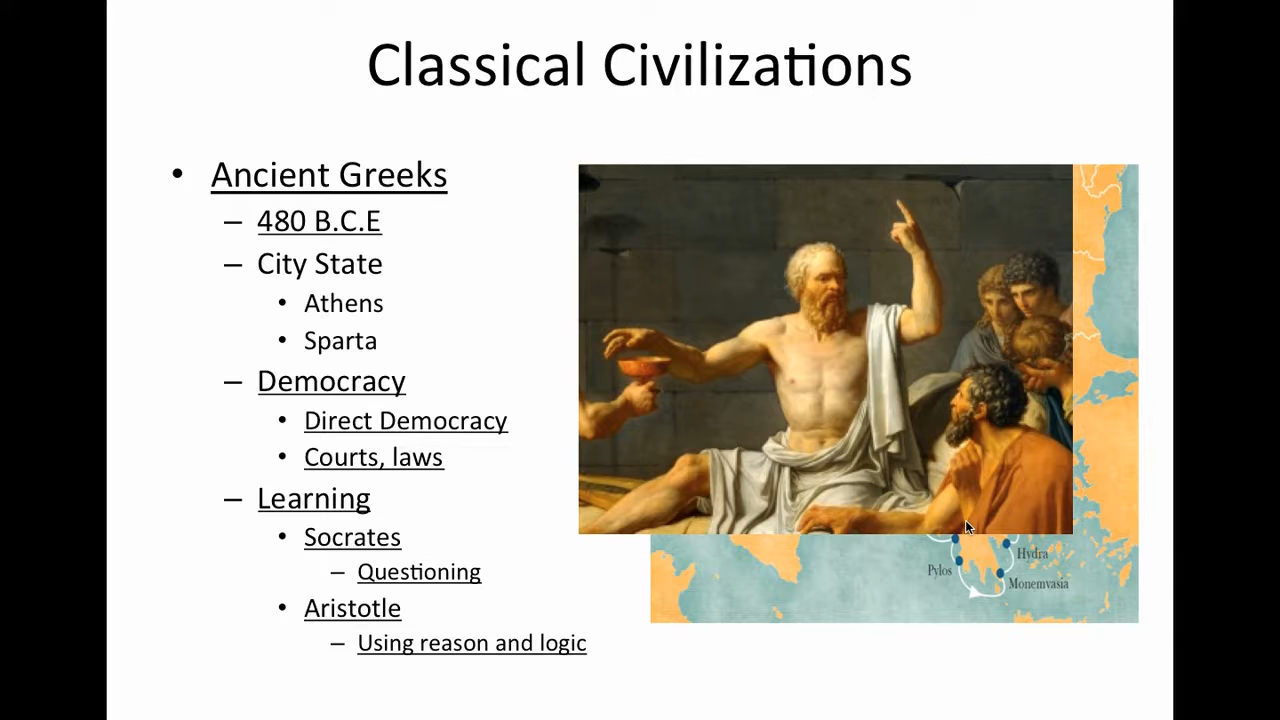 Classical Civilizations
• Ancient Greeks
– 480 B.C.E
– City State
• Athens
• Sparta
– Democracy
• Direct Democracy
• Courts, laws
– Learning
• Socrates
– Questioning
• Aristotle
– Using reason and logic
Hydra
Pylos
Monemvasia